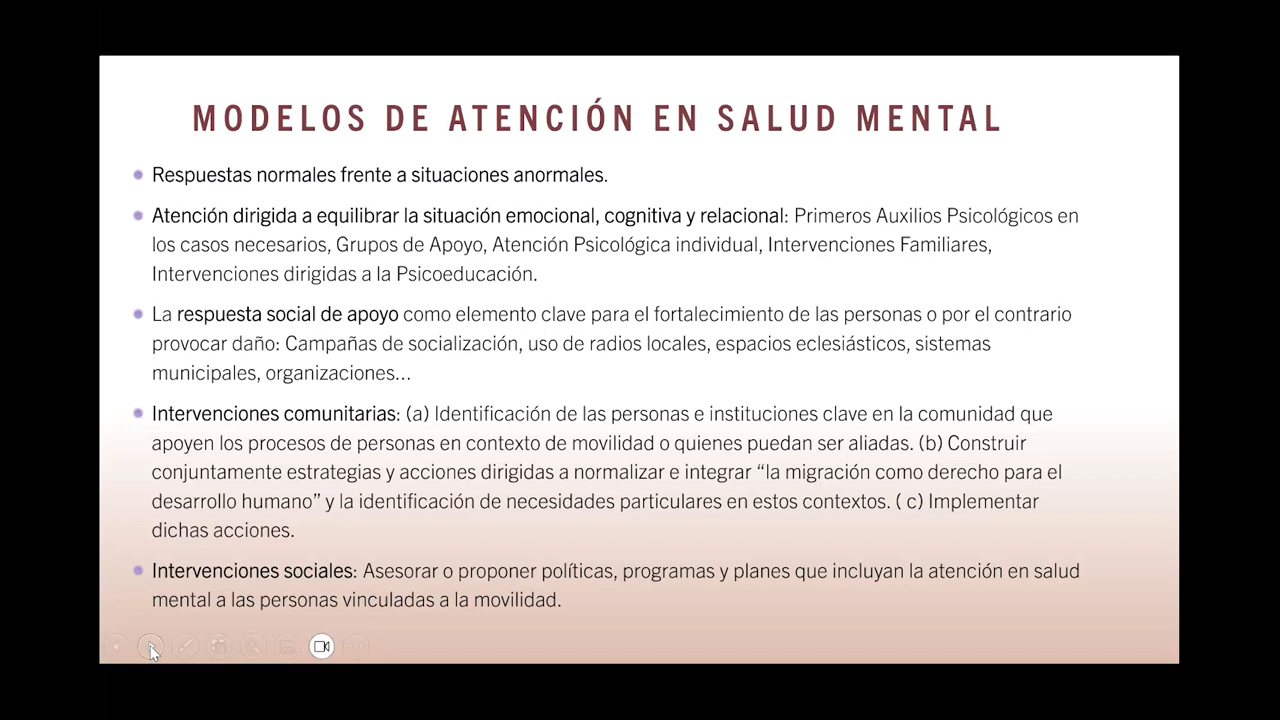 MODELOS DE ATENCIÓN EN SALUD MENTAL
Respuestas normales frente a situaciones anormales.
Atención dirigida a equilibrar la situación emocional, cognitiva y relacional: Primeros Auxilios Psicológicos en
los casos necesarios, Grupos de Apoyo, Atención Psicológica individual, Intervenciones Familiares,
Intervenciones dirigidas a la Psicoeducación.
La respuesta social de apoyo como elemento clave para el fortalecimiento de las personas o por el contrario
provocar daño: Campañas de socialización, uso de radios locales, espacios eclesiásticos, sistemas
municipales, organizaciones...
Intervenciones comunitarias: (a) Identificación de las personas e instituciones clave en la comunidad que
apoyen los procesos de personas en contexto de movilidad o quienes puedan ser aliadas. (b) Construir
conjuntamente estrategias y acciones dirigidas a normalizar e integrar “la migración como derecho para el
desarrollo humano” y la identificación de necesidades particulares en estos contextos. ( c) Implementar
dichas acciones.
Intervenciones sociales: Asesorar o proponer políticas, programas y planes que incluyan la atención en salud
mental a las personas vinculadas a la movilidad.